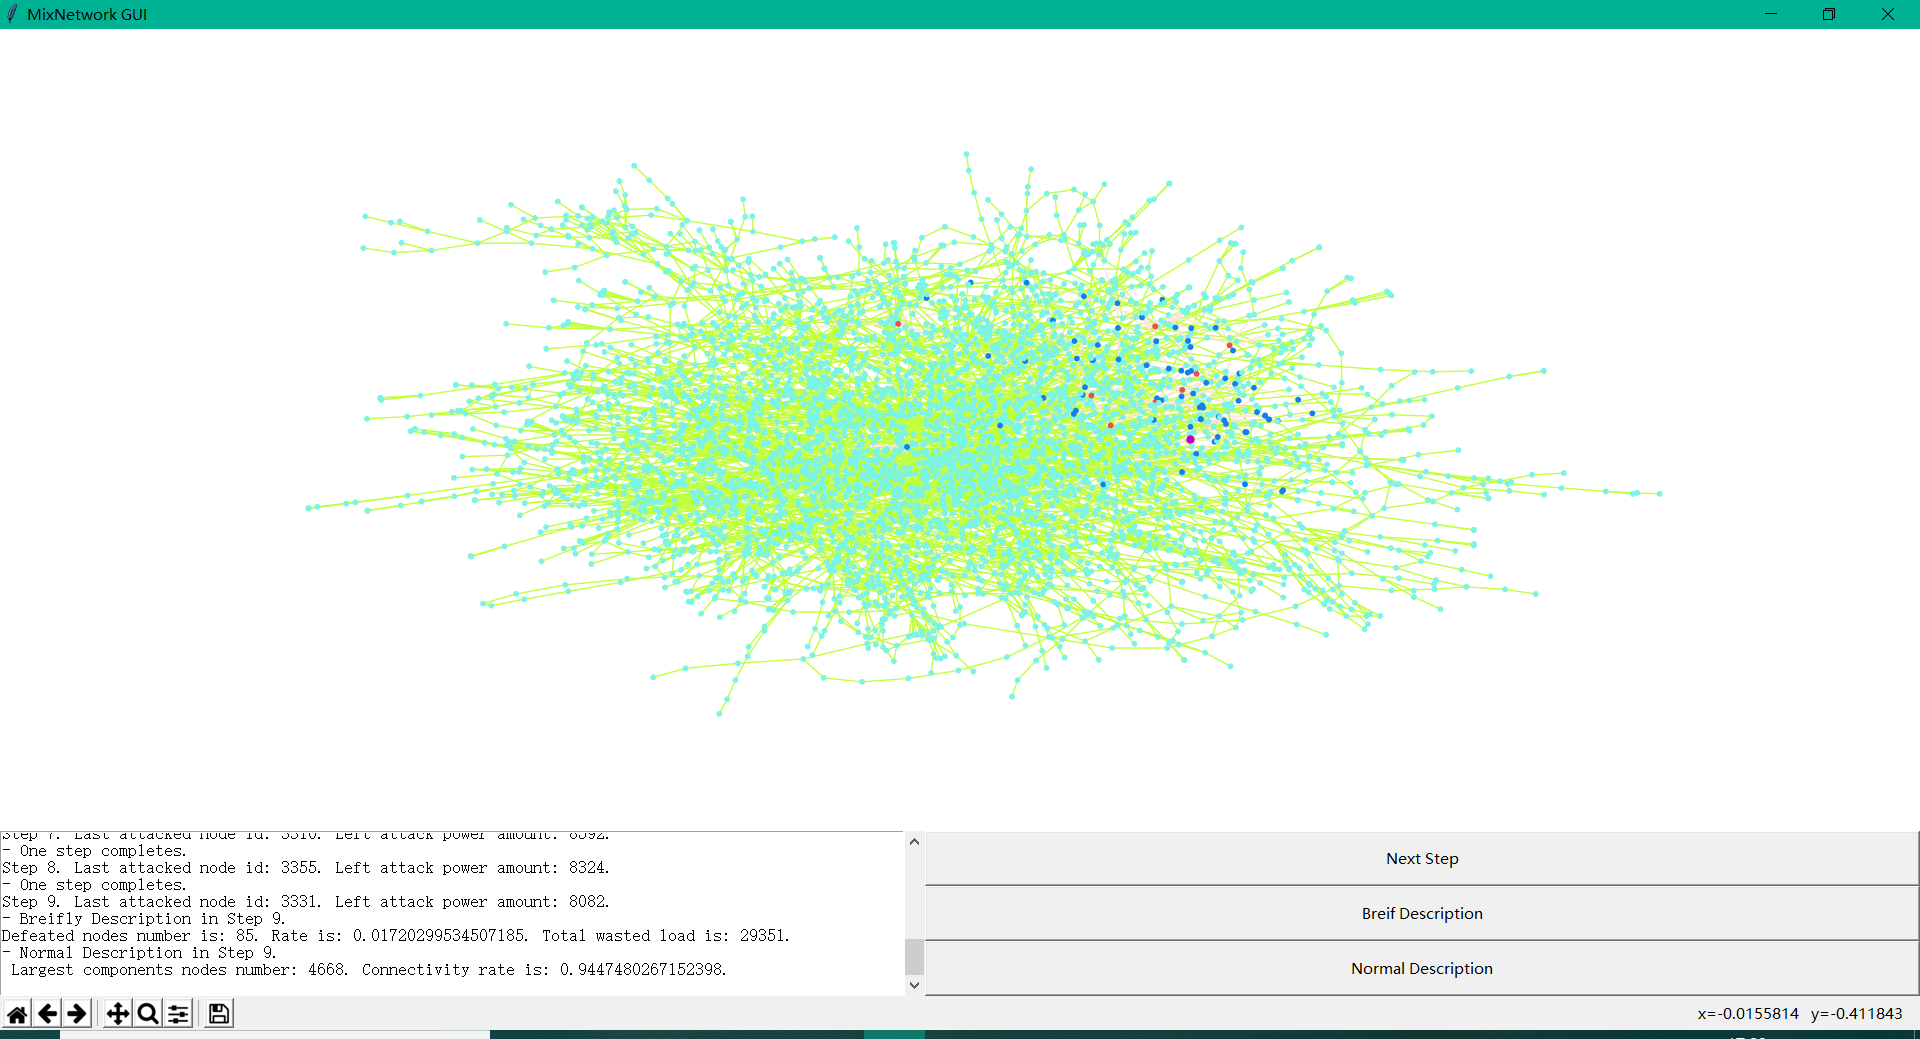 MixNetwork GUI
Step 7. Last attacked node id: 3310. Left attack power amount: 8592.
- One step completes.
Step 8. Last attacked node id: 3355. Left attack power amount: 8324.
- One step completes.
Step 9. Last attacked node id: 3331. Left attack power amount: 8082.
- Breifly Description in Step 9.
Defeated nodes number is: 85. Rate is: 0.01720299534507185. Total wasted load is: 29351.
- Normal Description in Step 9.
Largest components nodes number: 4668. Connectivity rate is: 0.9447480267152398.
Next Step
Breif Description
Normal Description
x=-0.0155814 y=-0.411843